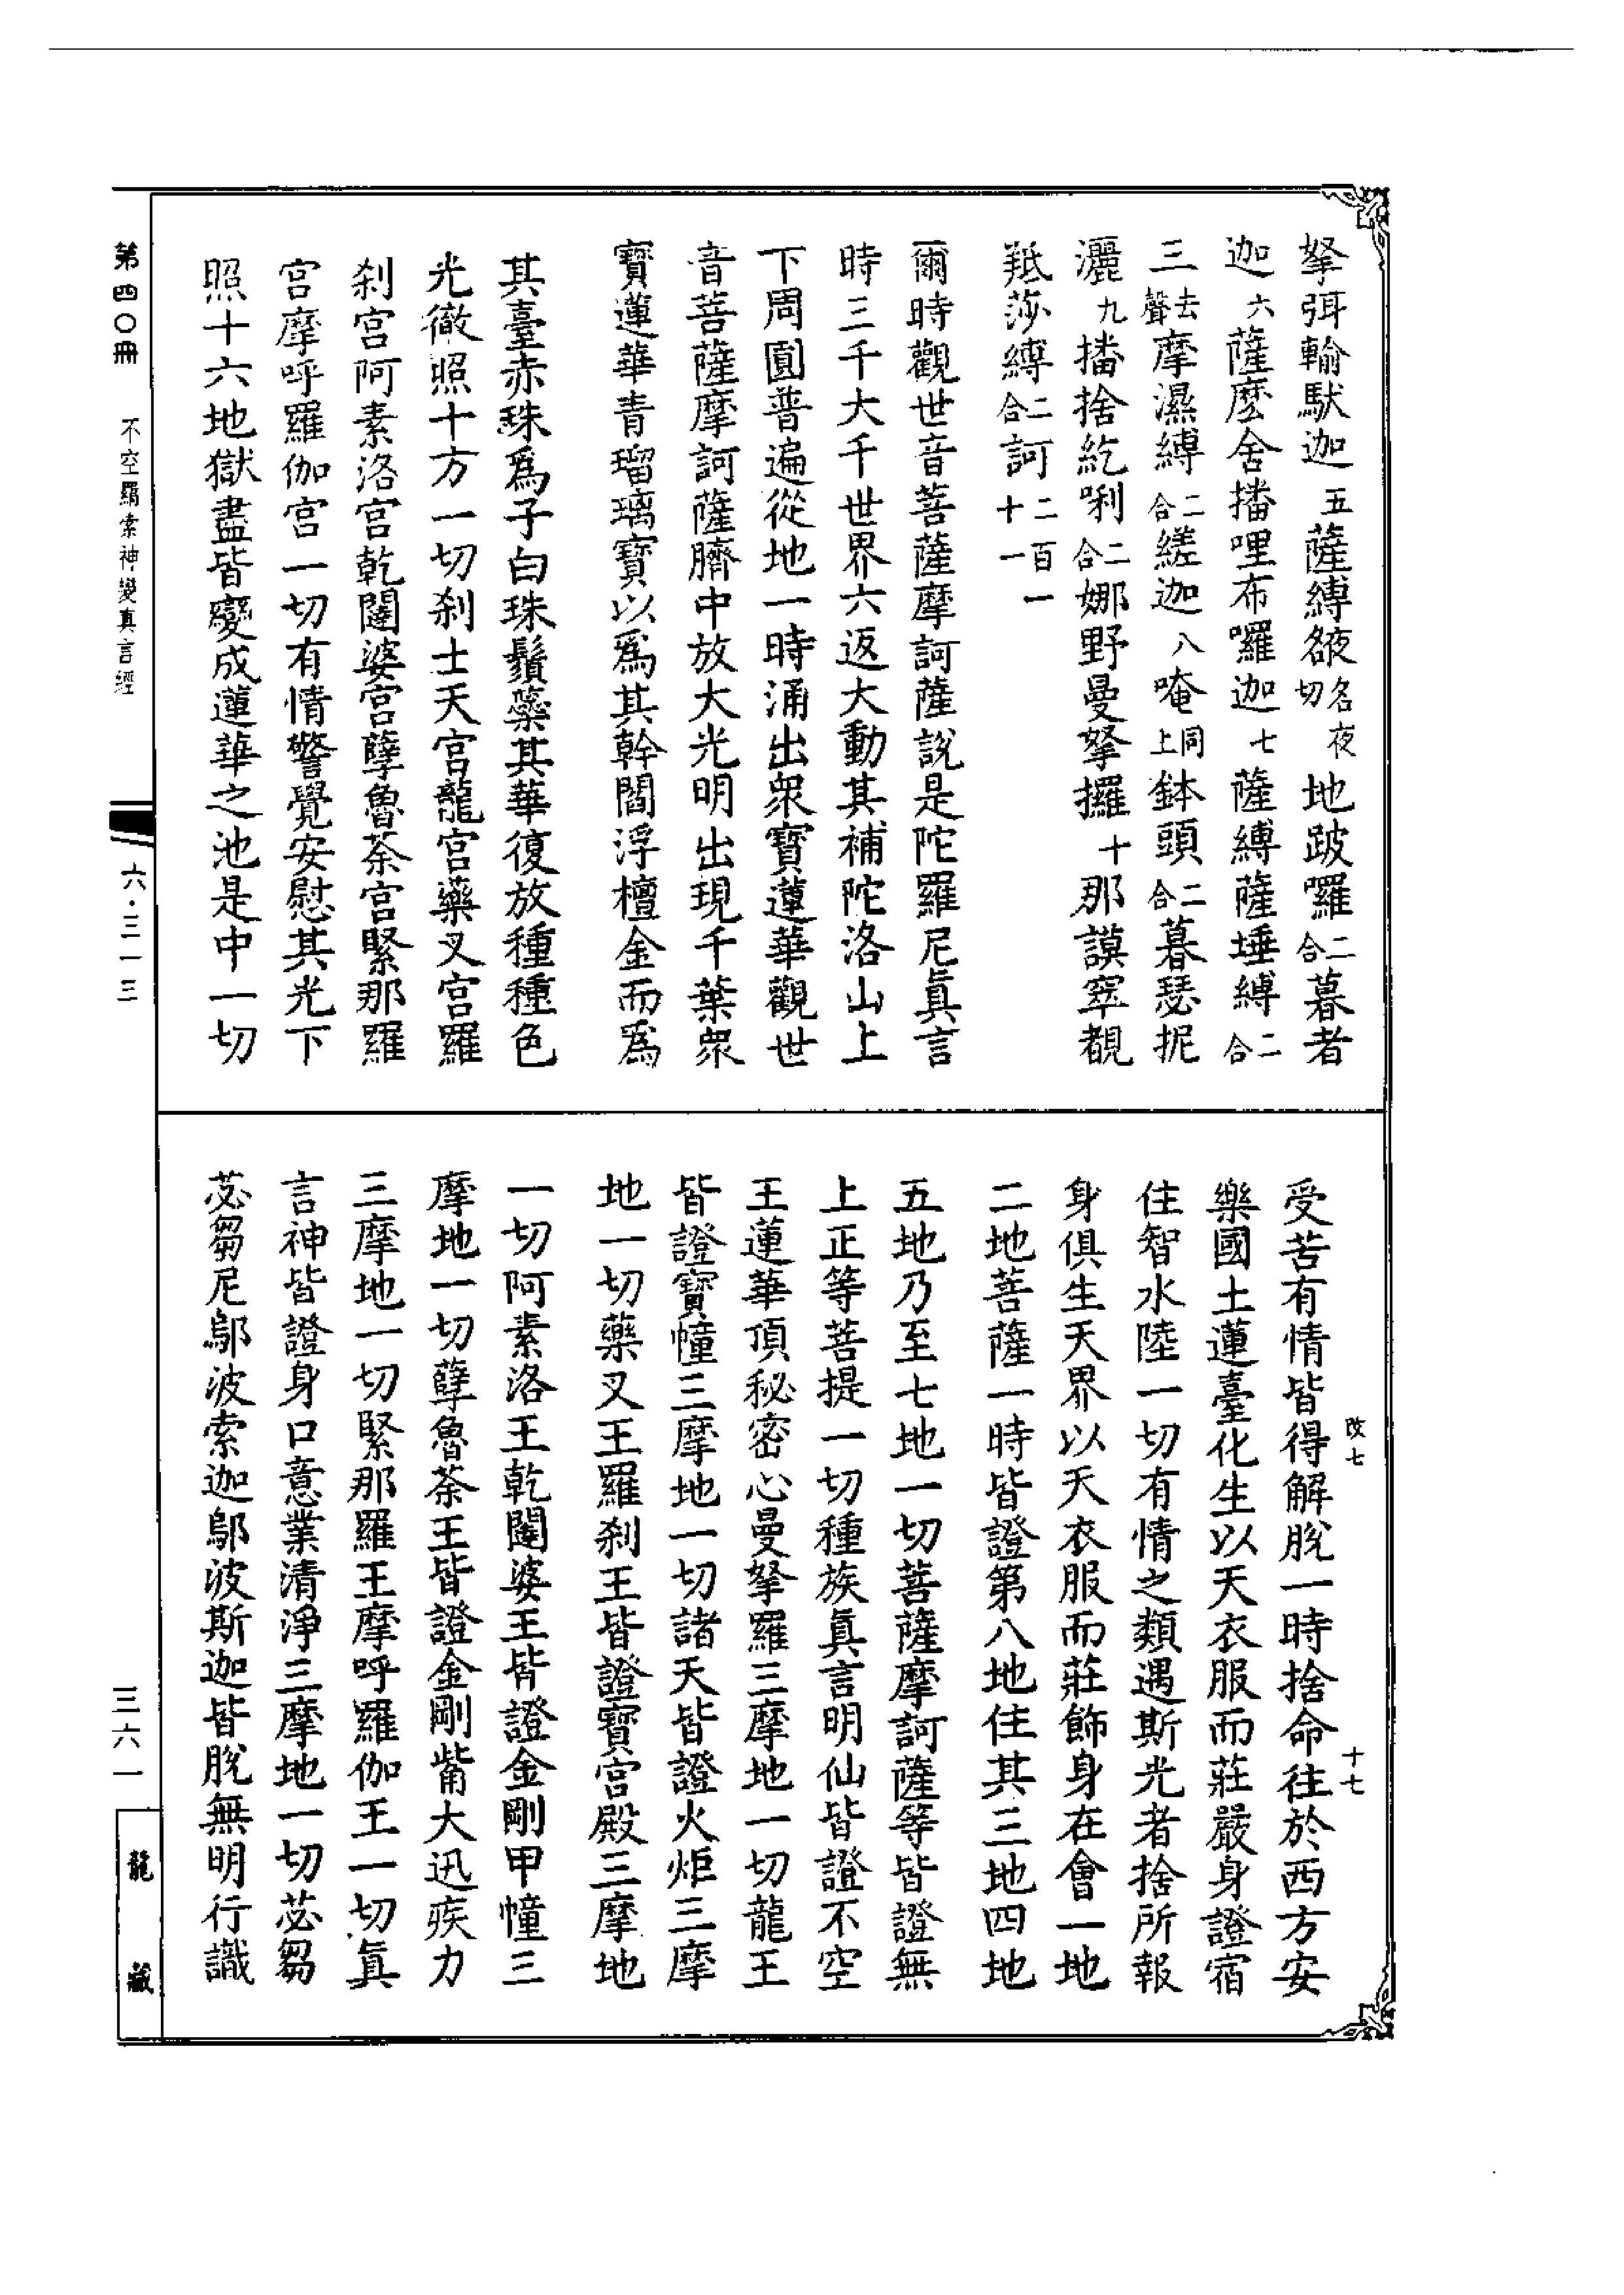 拏弭輸馱迦五薩縛䘸名夜切地跛囉二合暮者
迦六薩麼舍播哩布囉迦七薩縛薩埵縛二合
三去聲摩濕縛二合縒迦八唵同上鉢頭二合暮瑟抳
灑九播捨紇唎二合娜野曼拏攞十那謨窣覩
羝莎縛二合訶二百一十一
爾時觀世音菩薩摩訶薩說是陀羅尼眞言
時三千大千世界六返大動其補陀洛山上
下周圓普遍從地一時涌出衆寶蓮華觀世
音菩薩摩訶薩臍中放大光明出現千葉衆
寶蓮華青瑠璃寶以爲其幹閻浮檀金而爲
其臺赤珠爲子白珠鬚蘂其華復放種種色
光徹照十方一切刹土天宮龍宮藥叉宮羅
刹宮阿素洛宮乾闥婆宮孽魯荼宮緊那羅
宮摩呼羅伽宮一切有情警覺安慰其光下
照十六地獄盡皆變成蓮華之池是中一切
受苦有情皆得解脫一時捨命往於西方安
樂國土蓮臺化生以天衣服而莊嚴身證宿
住智水陸一切有情之類遇斯光者捨所報
身俱生天界以天衣服而莊飾身在會一地
二地菩薩一時皆證第八地住其三地四地
五地乃至七地一切菩薩摩訶薩等皆證無
上正等菩提一切種族眞言明仙皆證不空
王蓮華頂秘密心曼拏羅三摩地一切龍王
皆證寶幢三摩地一切諸天皆證火炬三摩
地一切藥叉王羅刹王皆證寶宮殿三摩地
一切阿素洛王乾闥婆王皆證金剛甲幢三
摩地一切孽魯荼王皆證金剛觜大迅疾力
三摩地一切緊那羅王摩呼羅伽王一切眞
言神皆證身口意業清淨三摩地一切苾芻
苾芻尼鄔波索迦鄔波斯迦皆脫無明行識
改七
十七
第四〇冊
不空羂索神變真言經
六·三一三
三六一
龍藏